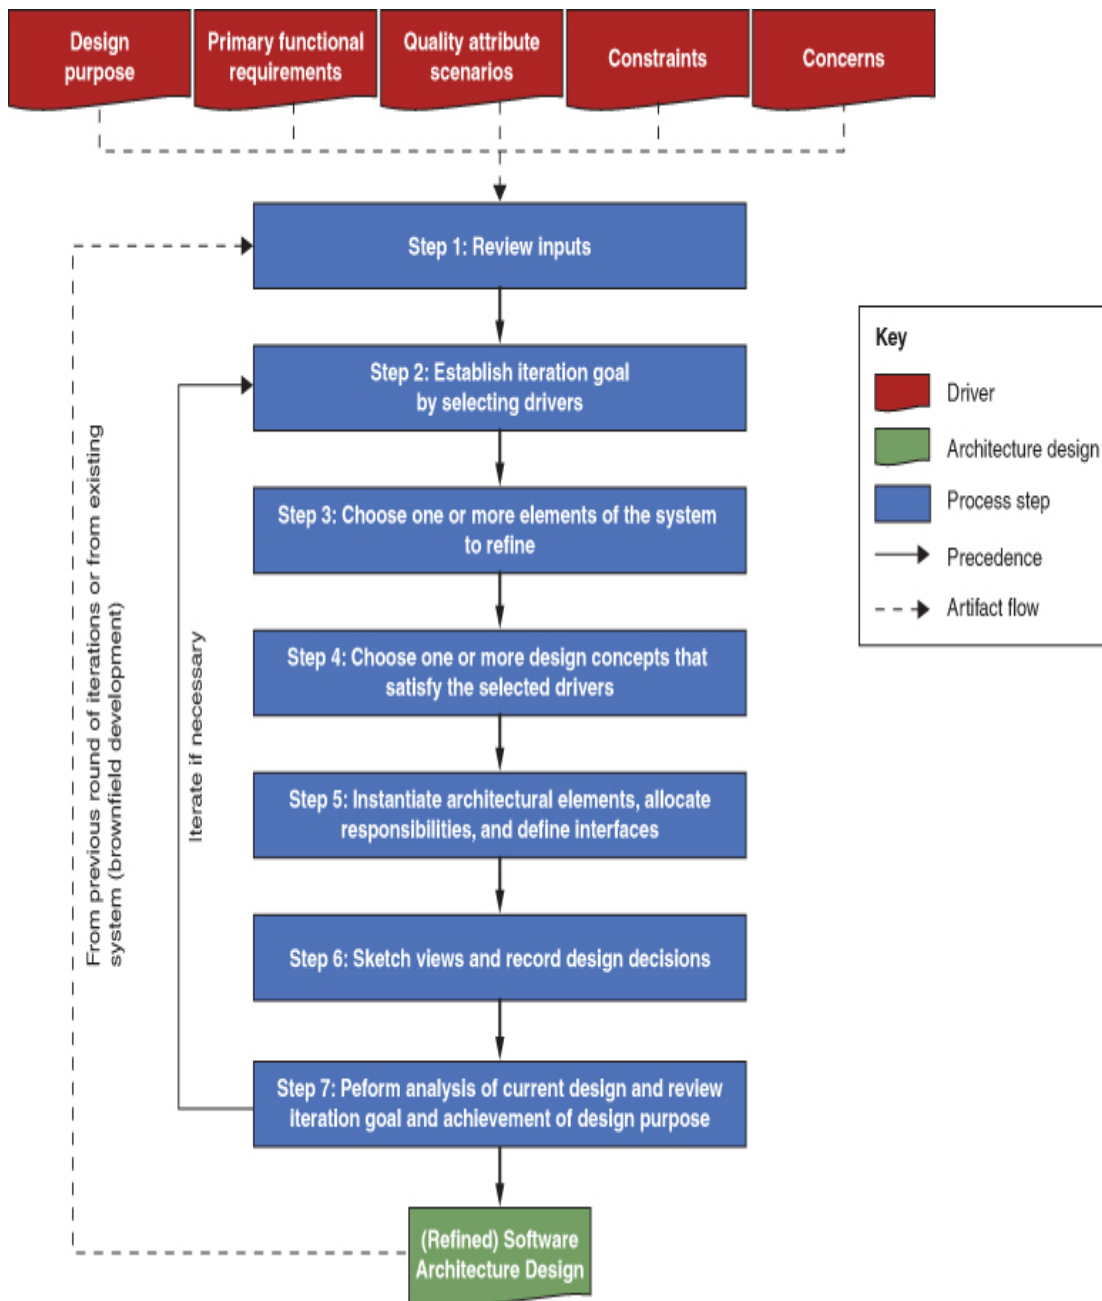 Design
purpose
Primary functional
requirements
Quality attribute
scenarios
Constraints
Concerns
Step 1: Review inputs
Step 2: Establish iteration goal
by selecting drivers
Step 3: Choose one or more elements of the system
to refine
Step 4: Choose one or more design concepts that
satisfy the selected drivers
Step 5: Instantiate architectural elements, allocate
responsibilities, and define interfaces
Step 6: Sketch views and record design decisions
Step 7: Peform analysis of current design and review
iteration goal and achievement of design purpose
(Refined) Software
Architecture Design
From previous round of iterations or from existing
system (brownfield development)
Iterate if necessary
Key
Driver
Architecture design
Process step
Precedence
Artifact flow